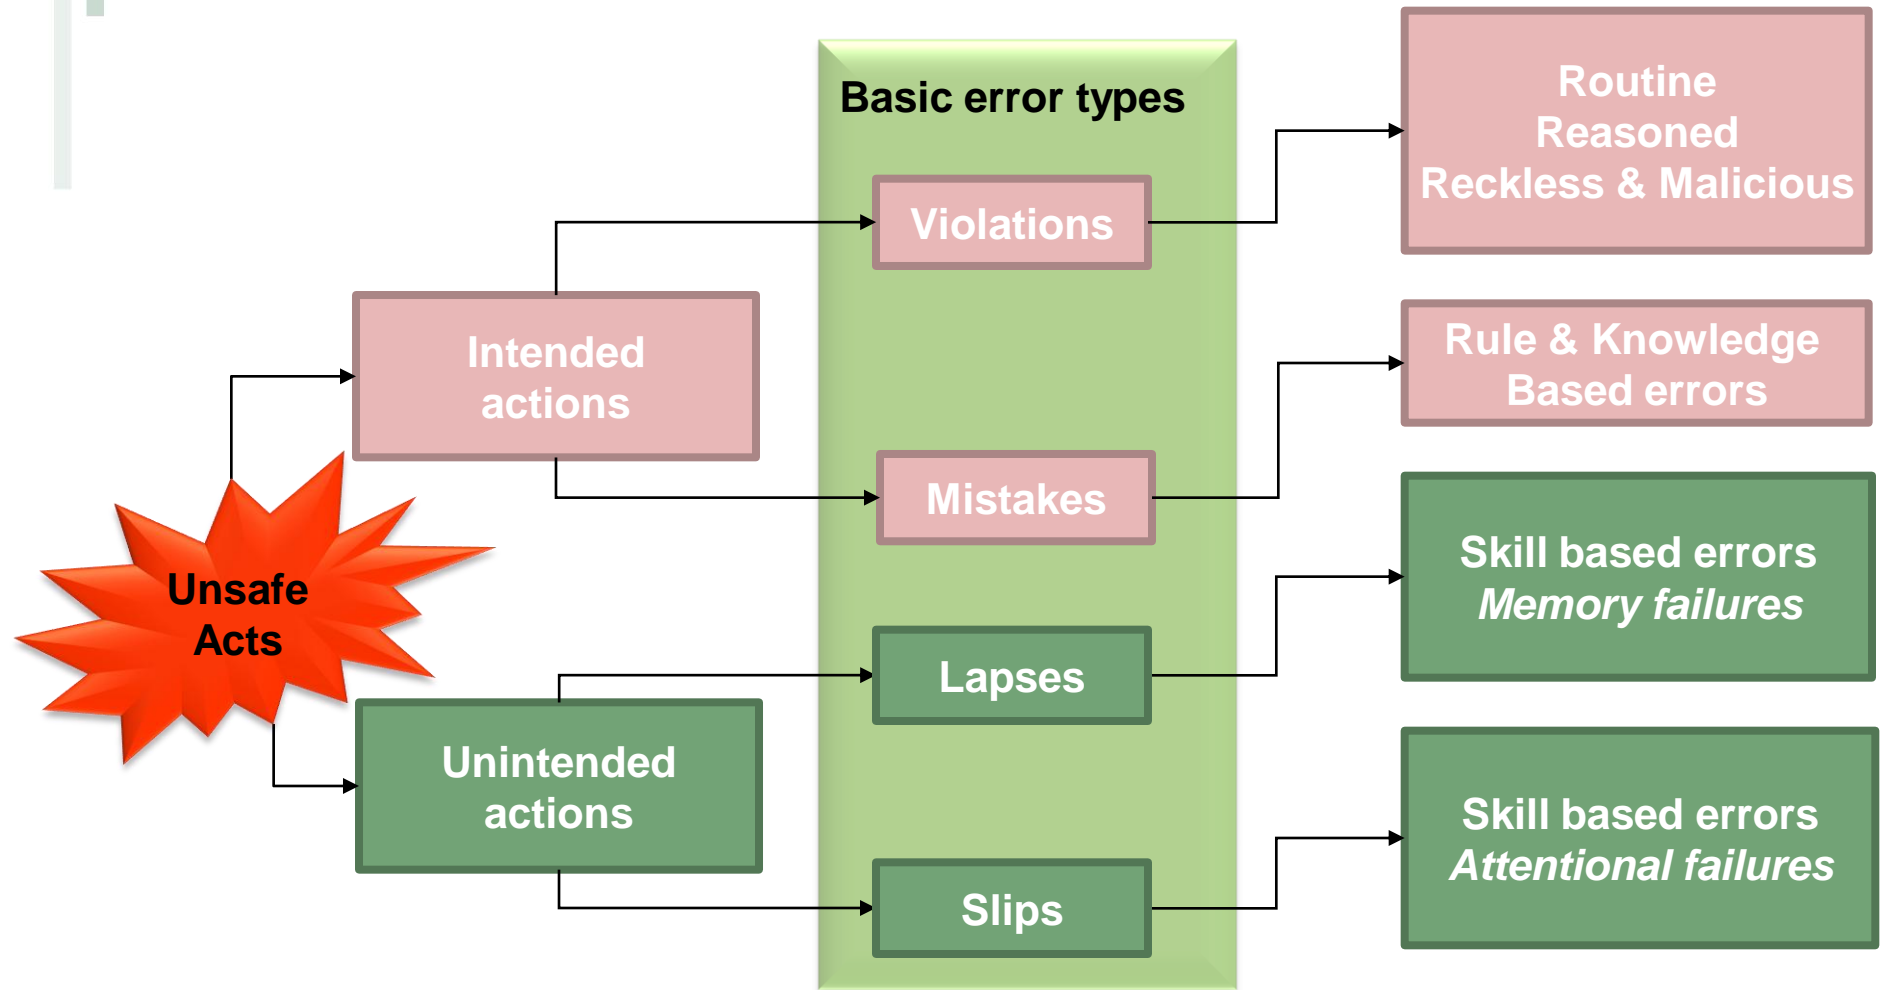 Basic error types
Routine
Reasoned
Reckless & Malicious
Violations
Intended
actions
Rule & Knowledge
Based errors
Mistakes
Unsafe
Acts
Skill based errors
Memory failures
Lapses
Unintended
actions
Skill based errors
Attentional failures
Slips